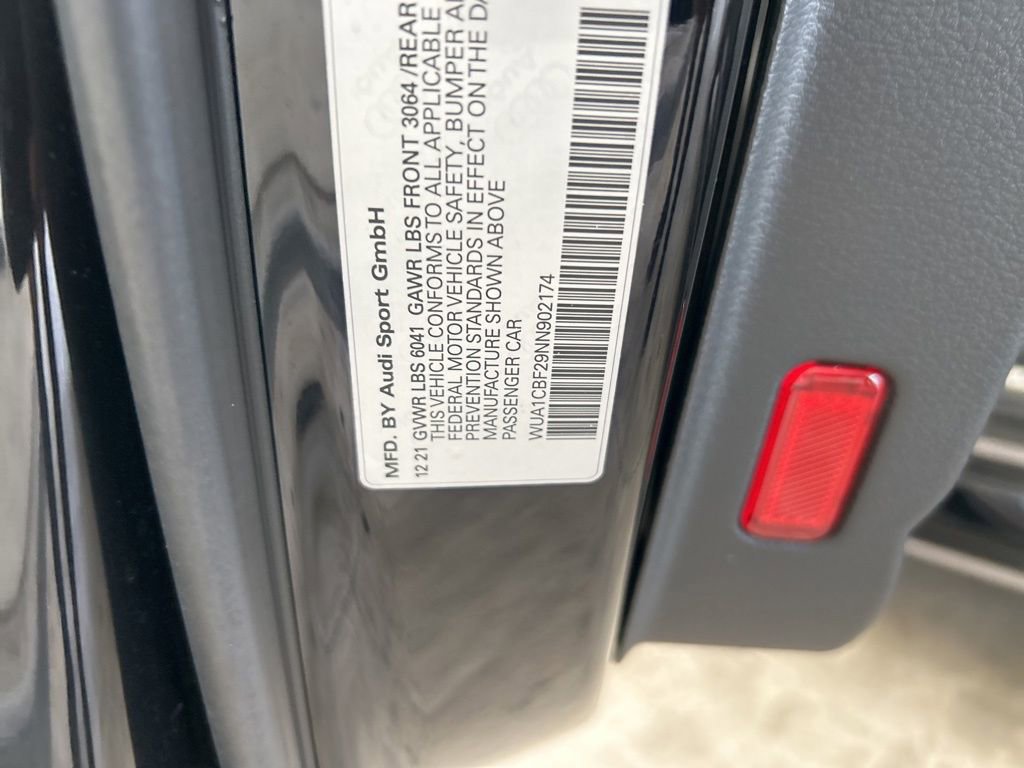 MFD. BY Audi Sport GmbH
12 21 GVWR LBS 6041 GAWR LBS FRONT 3064 /REAR
THIS VEHICLE CONFORMS TO ALL APPLICABLE
FEDERAL MOTOR VEHICLE SAFETY, BUMPER
PREVENTION STANDARDS IN EFFECT ON THE
MANUFACTURE SHOWN ABOVE
PASSENGER CAR
WUA1CBF29NN902174